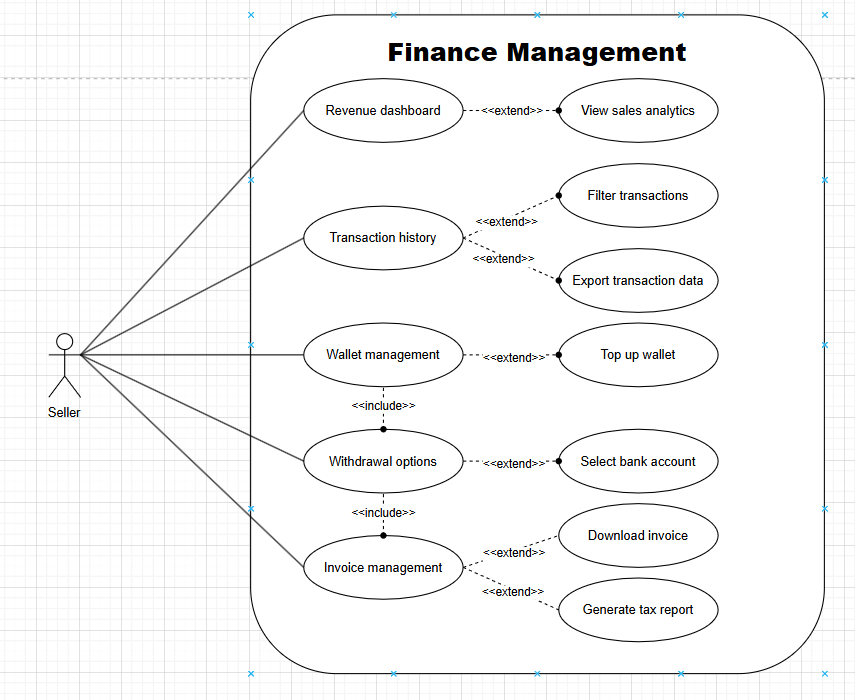 Finance Management
Revenue dashboard
<<extend>>
View sales analytics
Filter transactions
<<extend>>
Transaction history
<<extend>>
Export transaction data
Wallet management
<<extend>>
Top up wallet
<<include>>
Seller
Withdrawal options
<<extend>>
Select bank account
<<include>>
Download invoice
<<extend>>
Invoice management
<<extend>>
Generate tax report